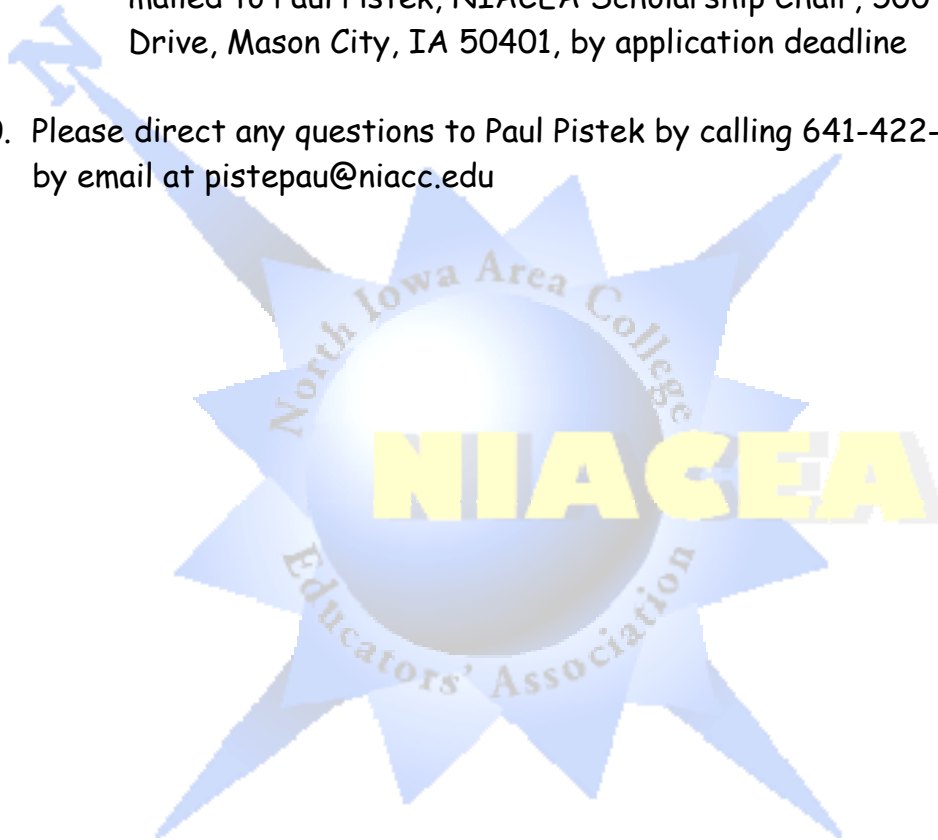 mailed to Paul Pistek, NIACEA Scholarship Chair, 500
Drive, Mason City, IA 50401, by application deadline
. Please direct any questions to Paul Pistek by calling 641-422-
by email at pistepau@niacc.edu
N
North Iowa Area College
NIACEA
Educators' Association